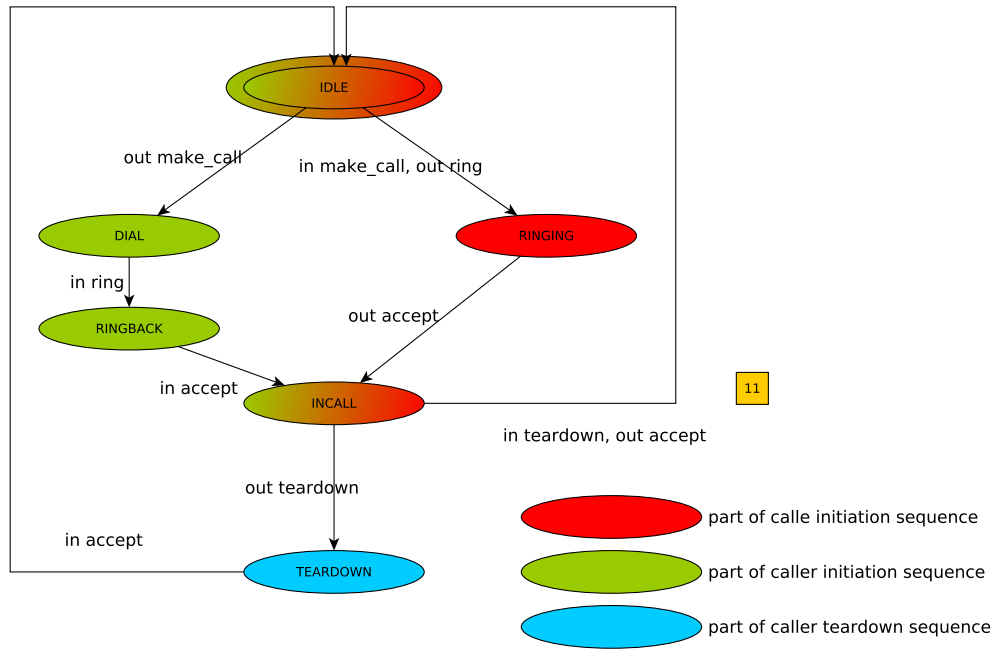 IDLE
out make_call
in make_call, out ring
DIAL
RINGING
in ring
out accept
RINGBACK
in accept
INCALL
11
in teardown, out accept
out teardown
part of calle initiation sequence
in accept
TEARDOWN
part of caller initiation sequence
part of caller teardown sequence